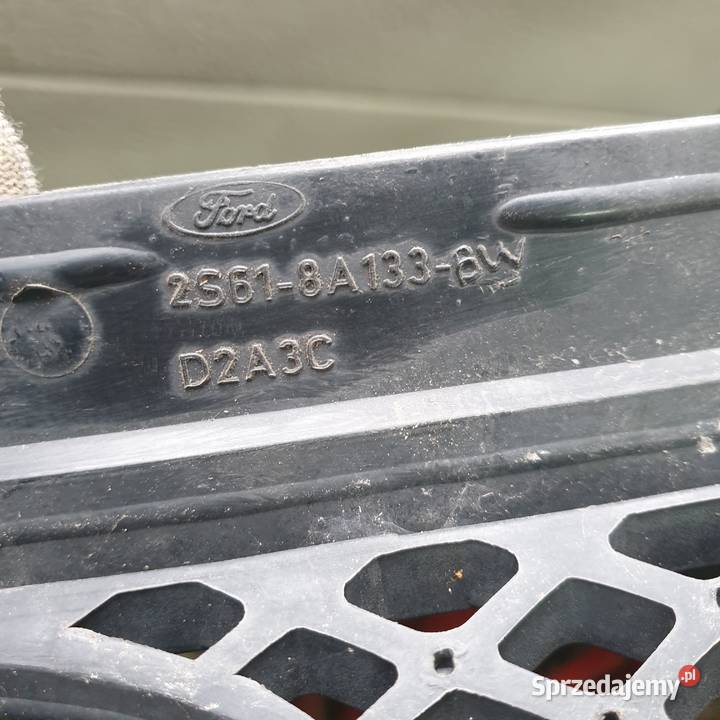 Ford
2S61-8A133-BW
D2A3C
Sprzedajemy.pl